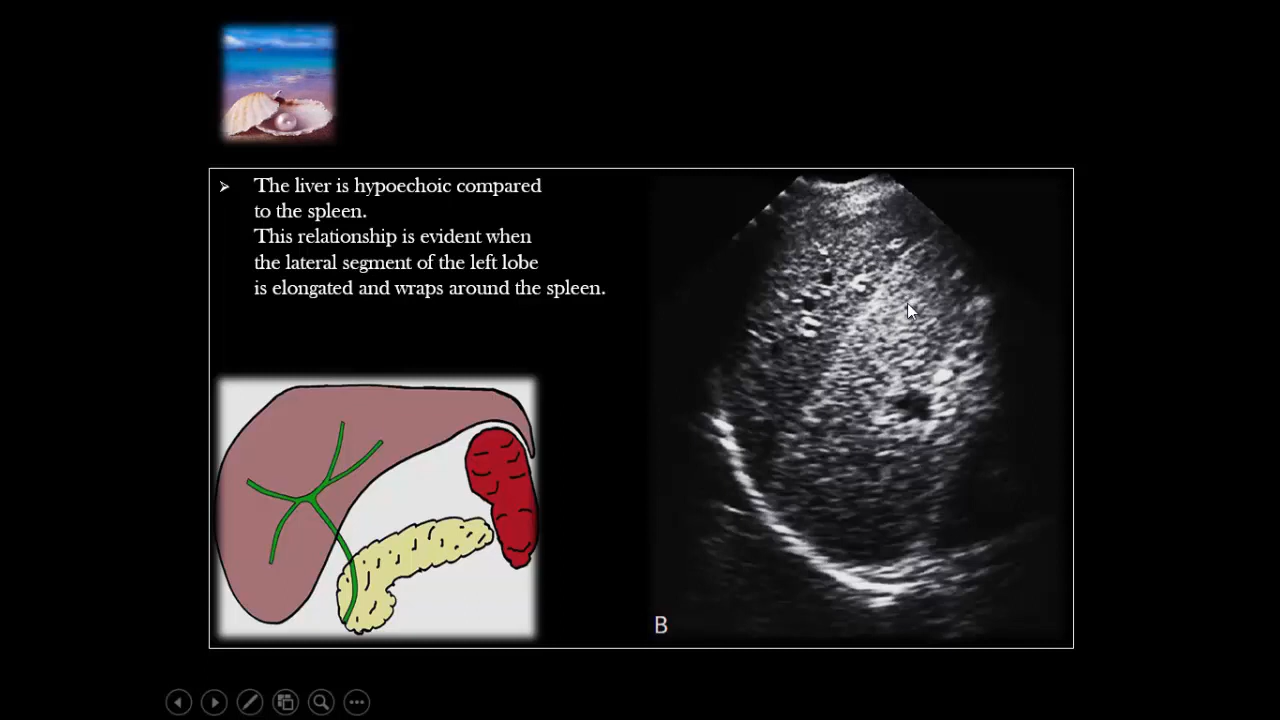 ➢ The liver is hypoechoic compared
to the spleen.
This relationship is evident when
the lateral segment of the left lobe
is elongated and wraps around the spleen.
B